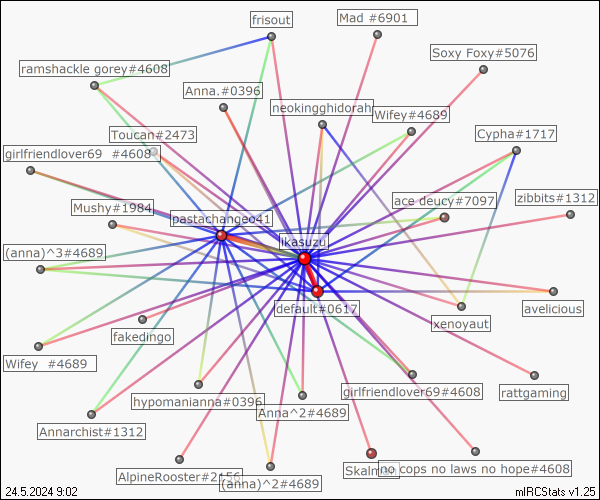 frisout
Mad #6901
Soxy Foxy#5076
ramshackle gorey#4608
Anna.#0396
neokingghidorah
Wifey#4689
Toucan#2473
Cypha#1717
girlfriendlover69 #4608
ace deucy#7097
zibbits#1312
Mushy#1984
pastachangeo41
likasuzu
(anna)^3#4689
default#0617
avelicious
xenoyaut
fakedingo
Wifey #4689
rattgaming
girlfriendlover69#4608
hypomanianna#0396
Anna^2#4689
Annarchist#1312
AlpineRooster#2156
Skalman
no cops no laws no hope#4608
(anna)^2#4689
24.5.2024 9:02
mIRCStats v1.25